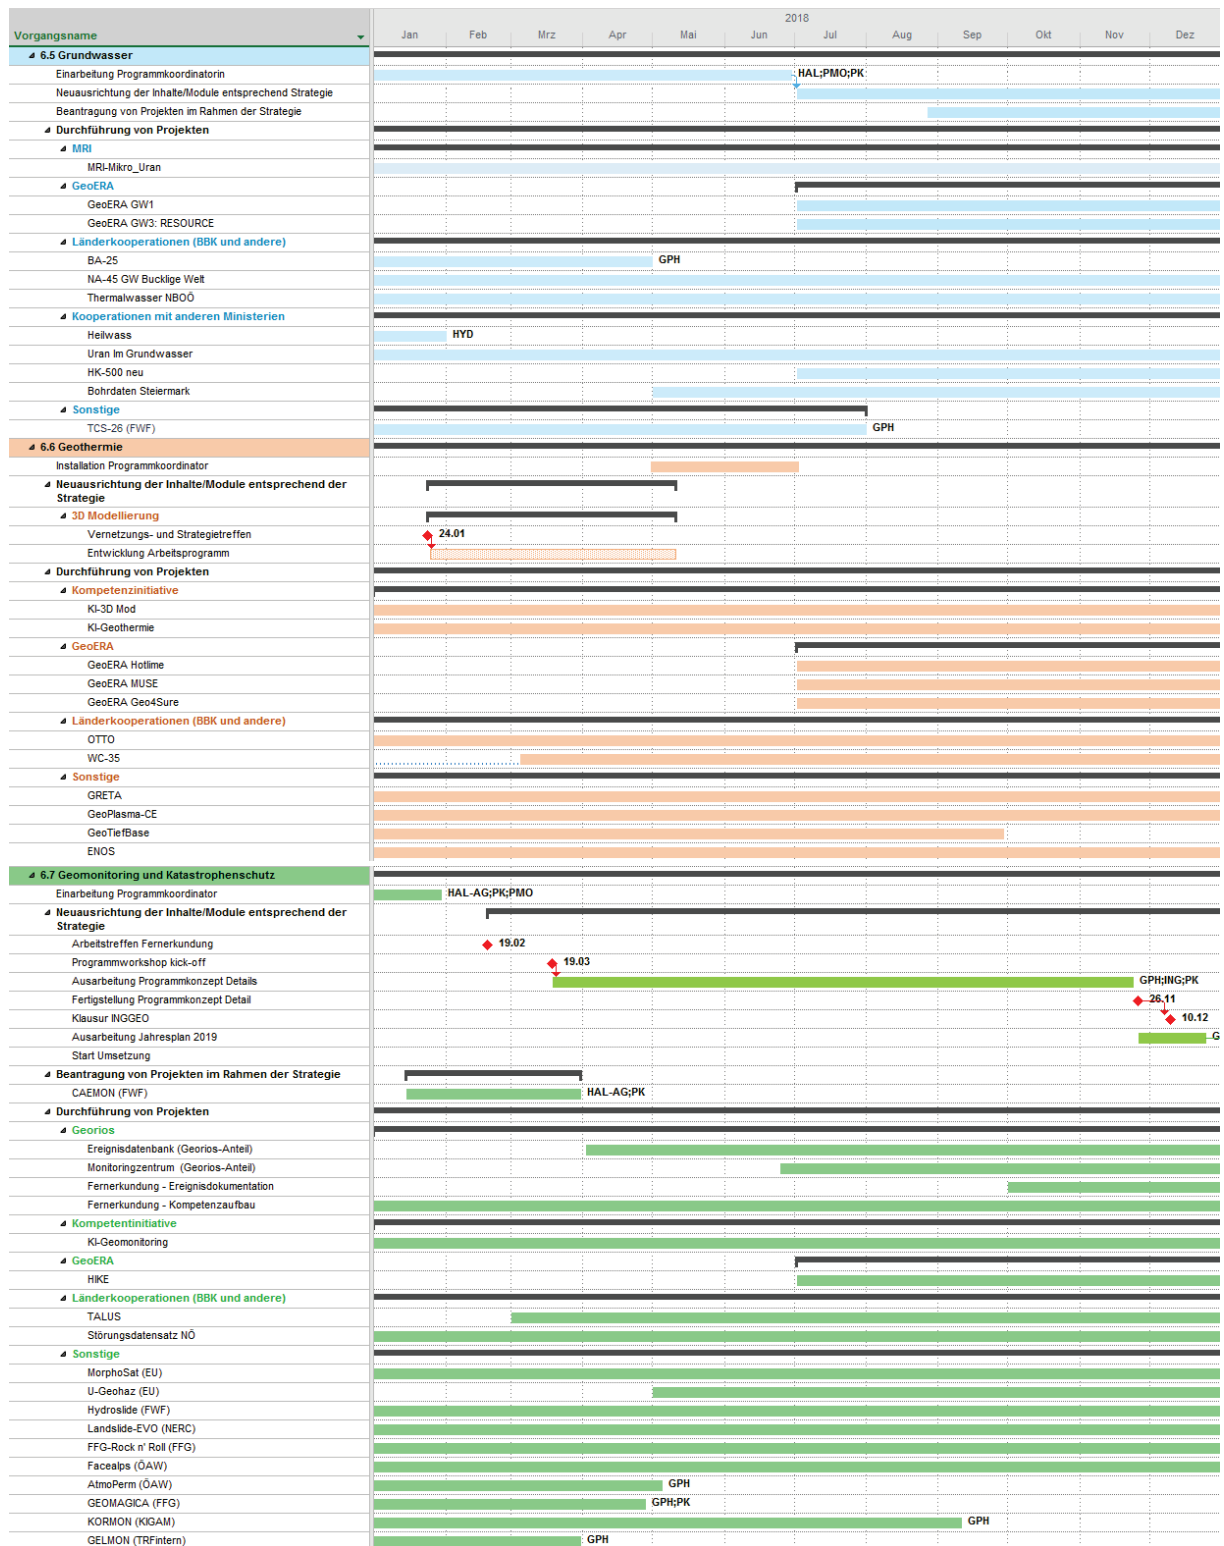 2018
Vorgangsname Jan Feb Mrz Apr Mai Jun Jul Aug Sep Okt Nov Dez
6.5 Grundwasser
Einarbeitung Programmkoordinatorin HAL;PMO;PK
Neuausrichtung der Inhalte/Module entsprechend Strategie
Beantragung von Projekten im Rahmen der Strategie
Durchführung von Projekten
MRI
MRI-Mikro_Uran
GeoERA
GeoERA GW1
GeoERA GW3: RESOURCE
Länderkooperationen (BBK und andere)
BA-25 GPH
NA-45 GW Bucklige Welt
Thermalwasser NBOÖ
Kooperationen mit anderen Ministerien
Heilwass HYD
Uran Im Grundwasser
HK-500 neu
Bohrdaten Steiermark
Sonstige
TCS-26 (FWF) GPH
6.6 Geothermie
Installation Programmkoordinator
Neuausrichtung der Inhalte/Module entsprechend der
Strategie
3D Modellierung
Vernetzungs- und Strategietreffen 24.01
Entwicklung Arbeitsprogramm
Durchführung von Projekten
Kompetenzinitiative
KI-3D Mod
KI-Geothermie
GeoERA
GeoERA Hotlime
GeoERA MUSE
GeoERA Geo4Sure
Länderkooperationen (BBK und andere)
OTTO
WC-35
Sonstige
GRETA
GeoPlasma-CE
GeoTiefBase
ENOS
6.7 Geomonitoring und Katastrophenschutz
Einarbeitung Programmkoordinator HAL-AG;PK;PMO
Neuausrichtung der Inhalte/Module entsprechend der
Strategie
Arbeitstreffen Fernerkundung 19.02
Programmworkshop kick-off 19.03
Ausarbeitung Programmkonzept Details GPH;ING;PK
Fertigstellung Programmkonzept Detail 26.11
Klausur INGGEO 10.12
Ausarbeitung Jahresplan 2019 G
Start Umsetzung
Beantragung von Projekten im Rahmen der Strategie
CAEMON (FWF) HAL-AG;PK
Durchführung von Projekten
Georios
Ereignisdatenbank (Georios-Anteil)
Monitoringzentrum (Georios-Anteil)
Fernerkundung - Ereignisdokumentation
Fernerkundung - Kompetenzaufbau
Kompetentinitiative
KI-Geomonitoring
GeoERA
HIKE
Länderkooperationen (BBK und andere)
TALUS
Störungsdatensatz NÖ
Sonstige
MorphoSat (EU)
U-Geohaz (EU)
Hydroslide (FWF)
Landslide-EVO (NERC)
FFG-Rock n' Roll (FFG)
Facealps (ÖAW)
AtmoPerm (ÖAW) GPH
GEOMAGICA (FFG) GPH;PK
KORMON (KIGAM) GPH
GELMON (TRFintern) GPH